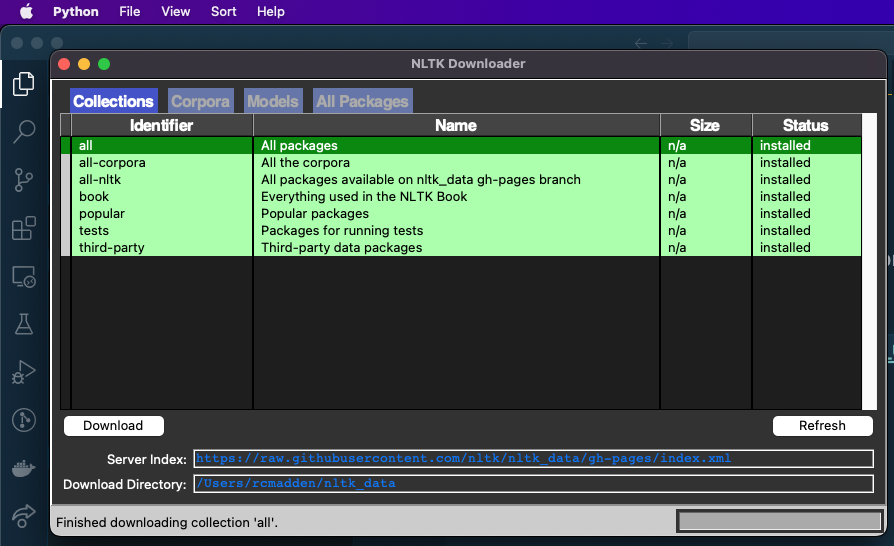 Python File View Sort Help
NLTK Downloader
Collections Corpora Models All Packages
Identifier Name Size Status
all All packages n/a installed
all-corpora All the corpora n/a installed
all-nltk All packages available on nltk_data gh-pages branch n/a installed
book Everything used in the NLTK Book n/a installed
popular Popular packages n/a installed
tests Packages for running tests n/a installed
third-party Third-party data packages n/a installed
Download Refresh
Server Index: https://raw.githubusercontent.com/nltk/nltk_data/gh-pages/index.xml
Download Directory: /Users/rcmadden/nltk_data
Finished downloading collection 'all'.